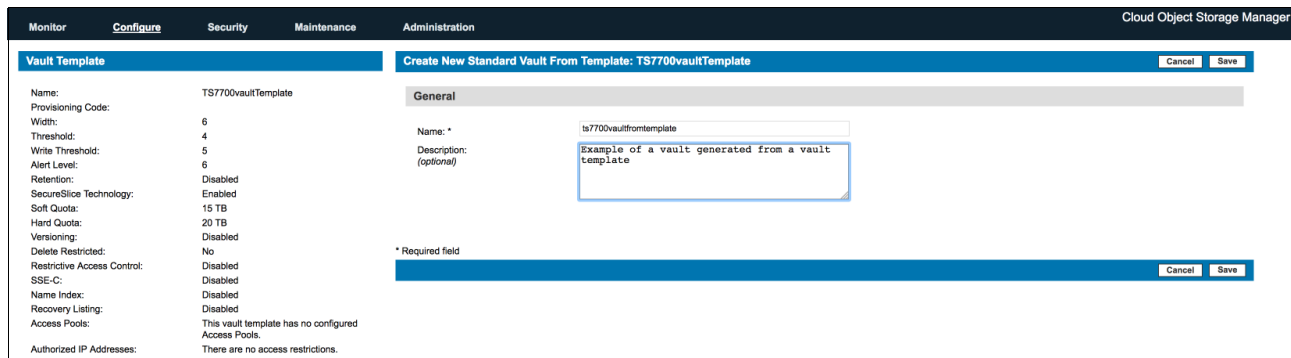 Cloud Object Storage Manager
Monitor Configure Security Maintenance Administration
Vault Template
Name: TS7700vaultTemplate
Provisioning Code:
Width: 6
Threshold: 4
Write Threshold: 5
Alert Level: 6
Retention: Disabled
SecureSlice Technology: Enabled
Soft Quota: 15 TB
Hard Quota: 20 TB
Versioning: Disabled
Delete Restricted: No
Restrictive Access Control: Disabled
SSE-C: Disabled
Name Index: Disabled
Recovery Listing: Disabled
Access Pools: This vault template has no configured
Access Pools.
Authorized IP Addresses: There are no access restrictions.
Create New Standard Vault From Template: TS7700vaultTemplate Cancel Save
General
Name: * ts7700vaultfromtemplate
Description: Example of a vault generated from a vault
(optional) template
* Required field
Cancel Save